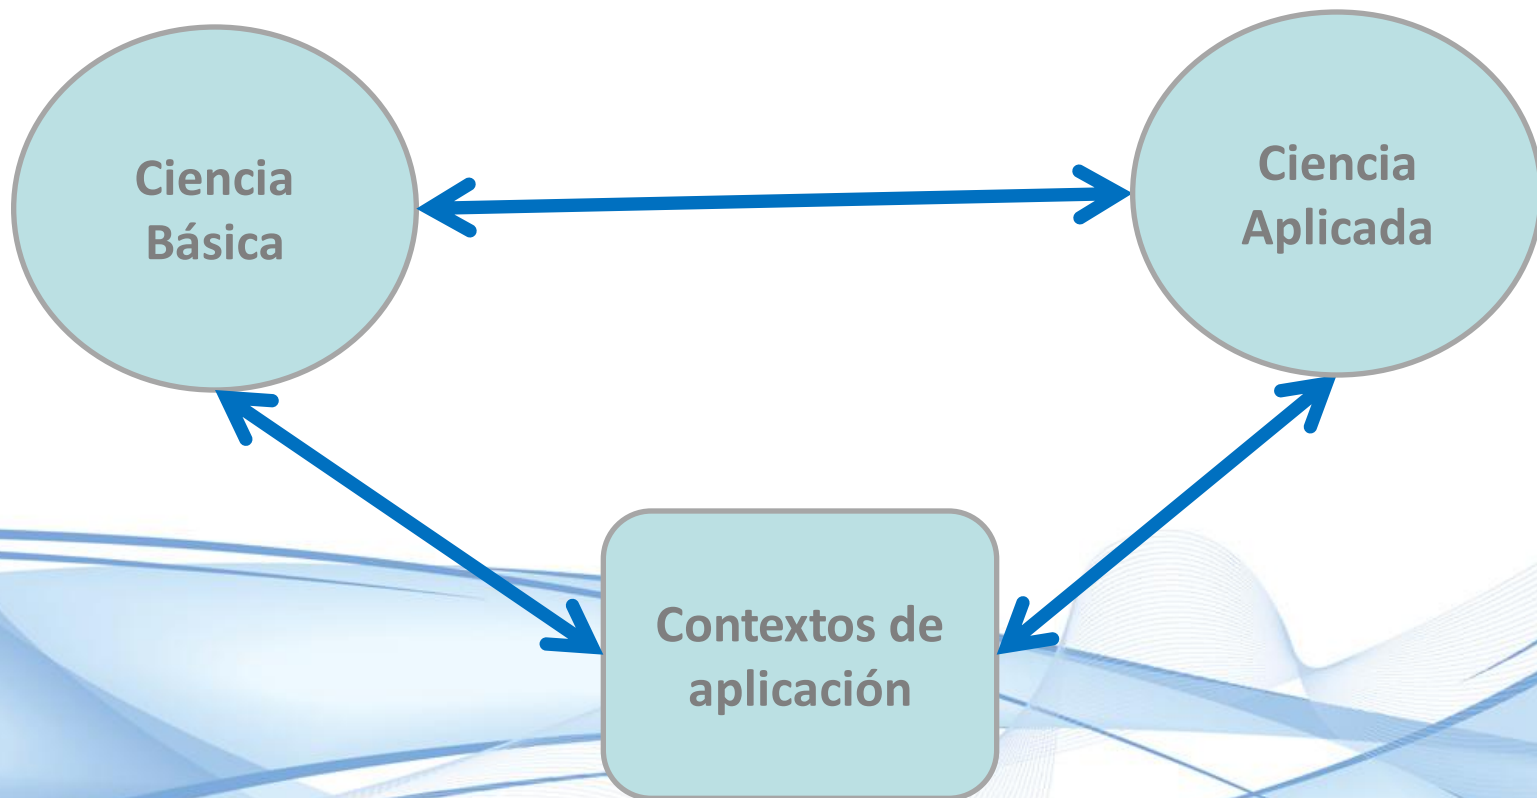 Ciencia
Básica
Ciencia
Aplicada
Contextos de
aplicación